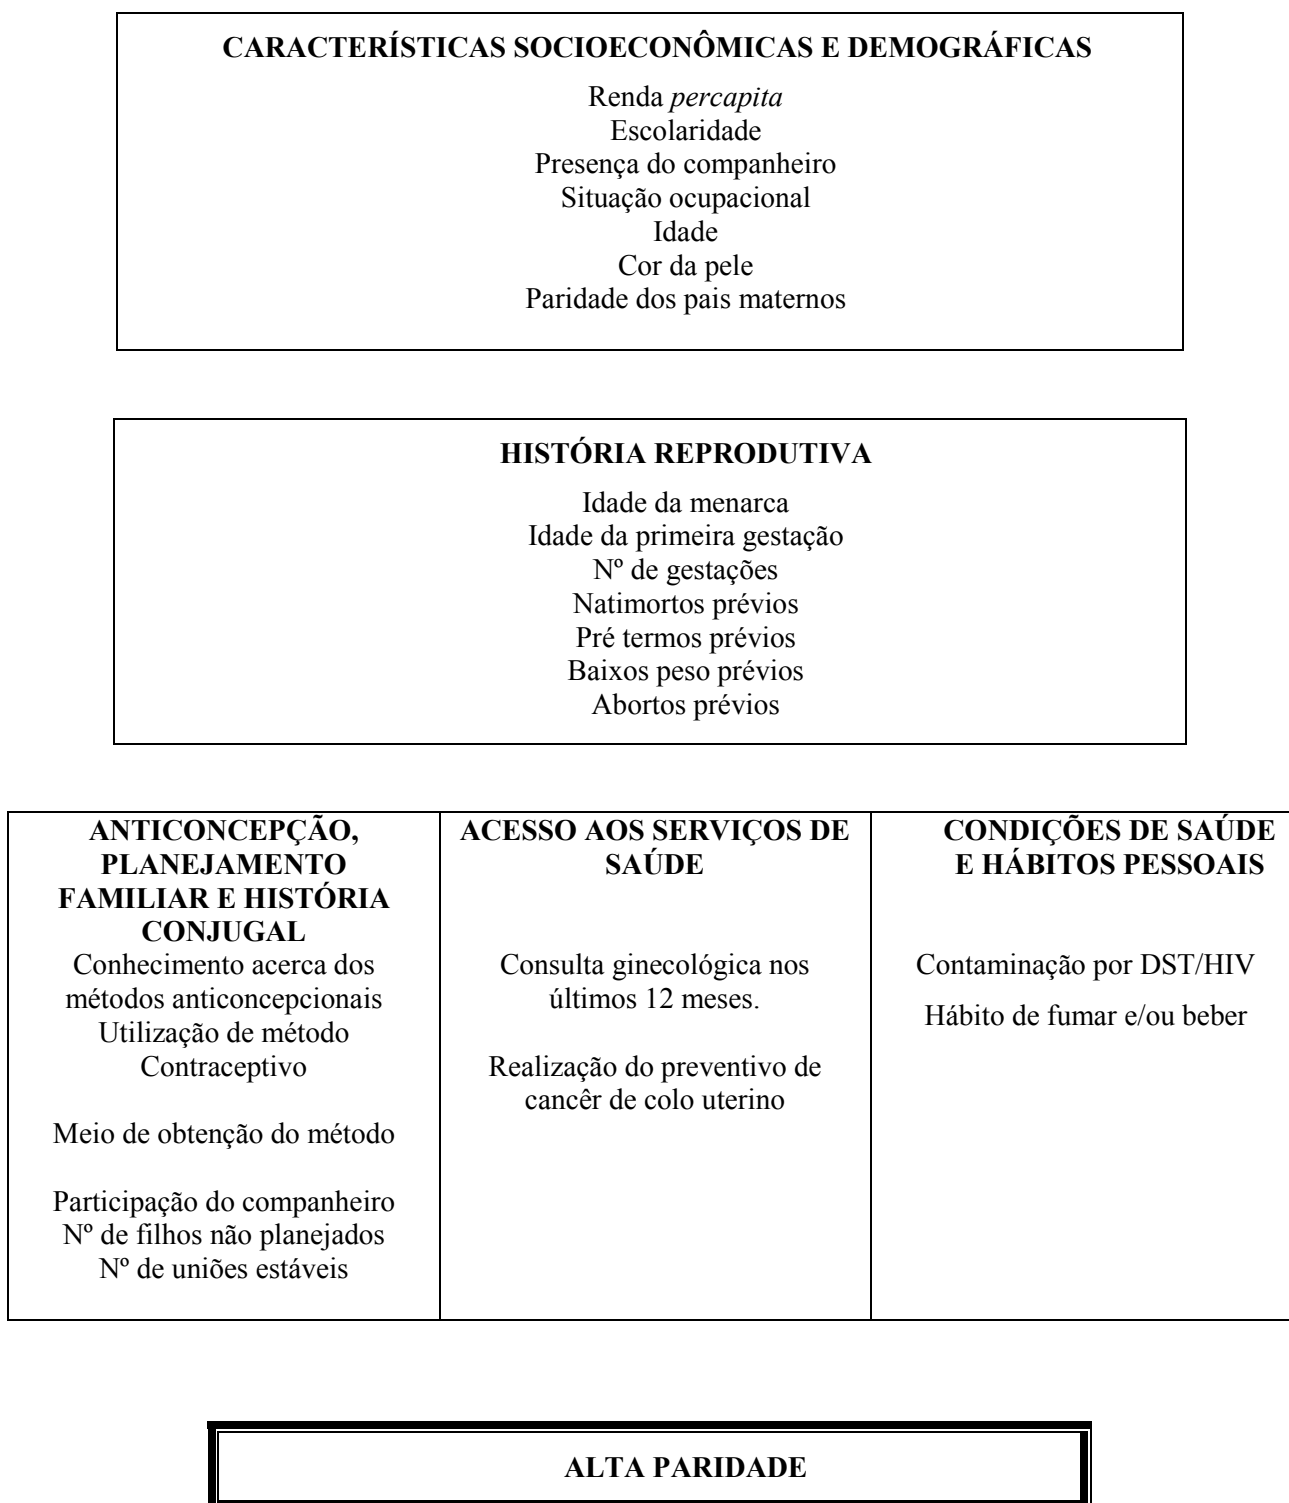 CARACTERÍSTICAS SOCIOECONÔMICAS E DEMOGRÁFICAS
Renda percapita
Escolaridade
Presença do companheiro
Situação ocupacional
Idade
Cor da pele
Paridade dos pais maternos
HISTÓRIA REPRODUTIVA
Idade da menarca
Idade da primeira gestação
Nº de gestações
Natimortos prévios
Pré termos prévios
Baixos peso prévios
Abortos prévios
ANTICONCEPÇÃO,
PLANEJAMENTO
FAMILIAR E HISTÓRIA
CONJUGAL
Conhecimento acerca dos
métodos anticoncepcionais
Utilização de método
Contraceptivo
Meio de obtenção do método
Participação do companheiro
Nº de filhos não planejados
Nº de uniões estáveis
ACESSO AOS SERVIÇOS DE
SAÚDE
Consulta ginecológica nos
últimos 12 meses.
Realização do preventivo de
cancêr de colo uterino
CONDIÇÕES DE SAÚDE
E HÁBITOS PESSOAIS
Contaminação por DST/HIV
Hábito de fumar e/ou beber
ALTA PARIDADE